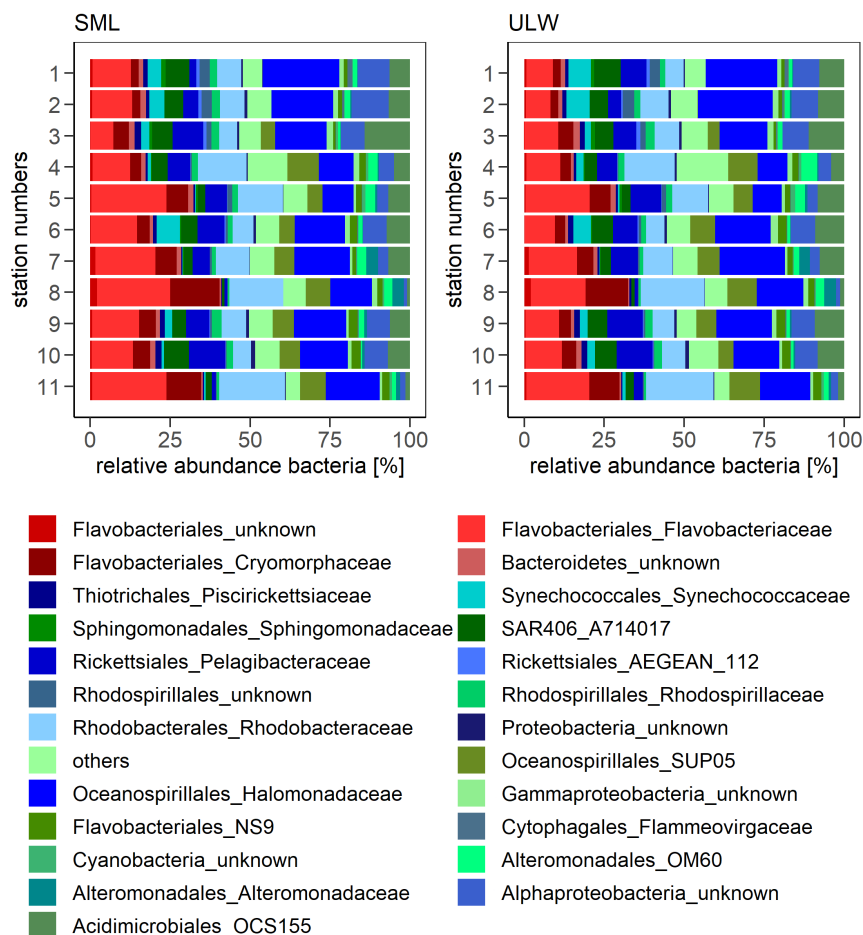 SML
ULW
station numbers
1
2
3
4
5
6
7
8
9
10
11
0
25
50
75
100
relative abundance bacteria [%]
station numbers
1
2
3
4
5
6
7
8
9
10
11
0
25
50
75
100
relative abundance bacteria [%]
Flavobacteriales_unknown
Flavobacteriales_Flavobacteriaceae
Flavobacteriales_Cryomorphaceae
Bacteroidetes_unknown
Thiotrichales_Piscirickettsiaceae
Synechococcales_Synechococcaceae
Sphingomonadales_Sphingomonadaceae
SAR406_A714017
Rickettsiales_Pelagibacteraceae
Rickettsiales_AEGEAN_112
Rhodospirillales_unknown
Rhodospirillales_Rhodospirillaceae
Rhodobacterales_Rhodobacteraceae
Proteobacteria_unknown
others
Oceanospirillales_SUP05
Oceanospirillales_Halomonadaceae
Gammaproteobacteria_unknown
Flavobacteriales_NS9
Cytophagales_Flammeovirgaceae
Cyanobacteria_unknown
Alteromonadales_OM60
Alteromonadales_Alteromonadaceae
Alphaproteobacteria_unknown
Acidimicrobiales_OCS155